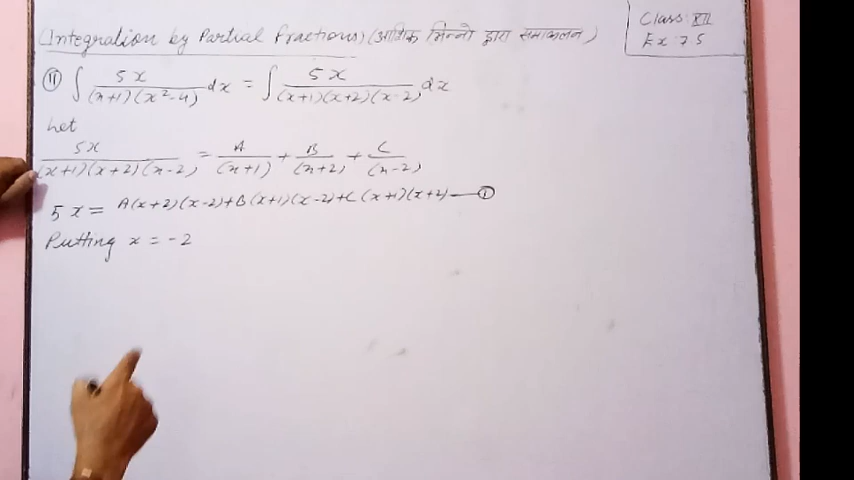 (Integration by Partial fractions) (आंशिक भिन्नों द्वारा समाकलन)
Class XII
Ex 7.5
(11) ∫ 5x / (x+1)(x²-4) dx = ∫ 5x / (x+1)(x+2)(x-2) dx
Let
5x / (x+1)(x+2)(x-2) = A/(x+1) + B/(x+2) + C/(x-2)
5x = A(x+2)(x-2)+B(x+1)(x-2)+C(x+1)(x+2) — (1)
Putting x = -2